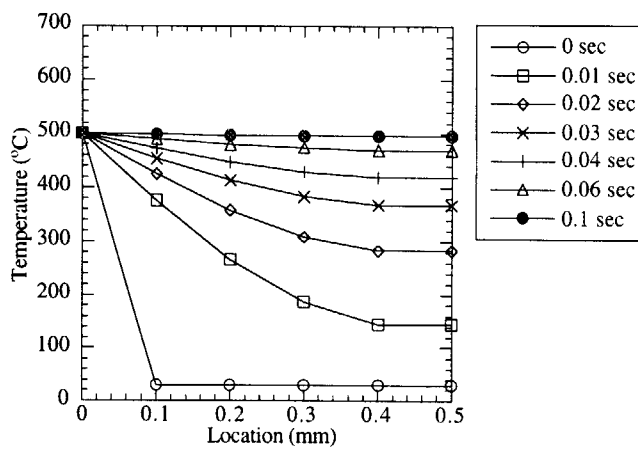 700
600
500
400
300
200
100
0
Temperature (°C)
0 0.1 0.2 0.3 0.4 0.5
Location (mm)
0 sec
0.01 sec
0.02 sec
0.03 sec
0.04 sec
0.06 sec
0.1 sec